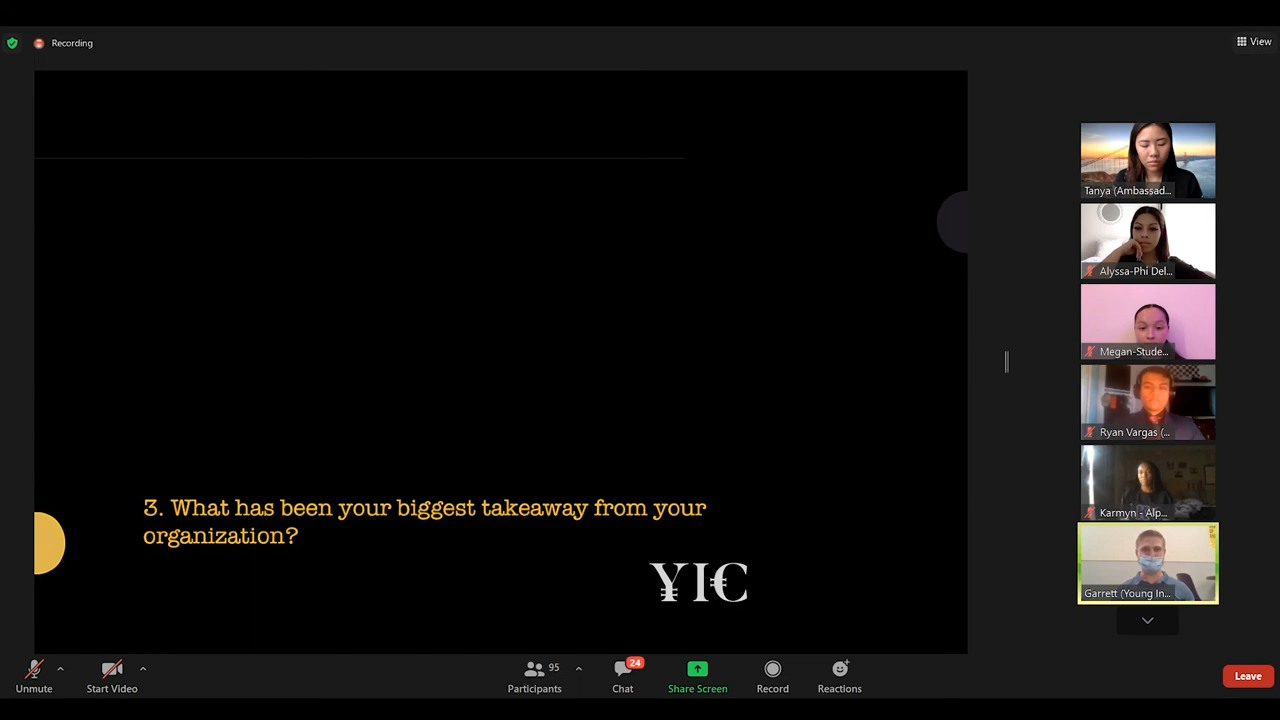 Recording
View
Tanya (Ambassad...
Alyssa-Phi Del...
Megan-Stude...
Ryan Vargas (...
Karmyn - Alp...
Garrett (Young In...
3. What has been your biggest takeaway from your
organization?
¥I€
Unmute
Start Video
95
Participants
24
Chat
Share Screen
Record
Reactions
Leave